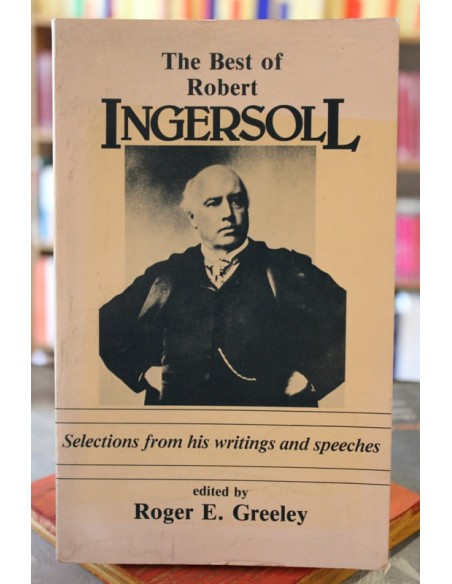 The Best of
Robert
INGERSOLL
Selections from his writings and speeches
edited by
Roger E. Greeley